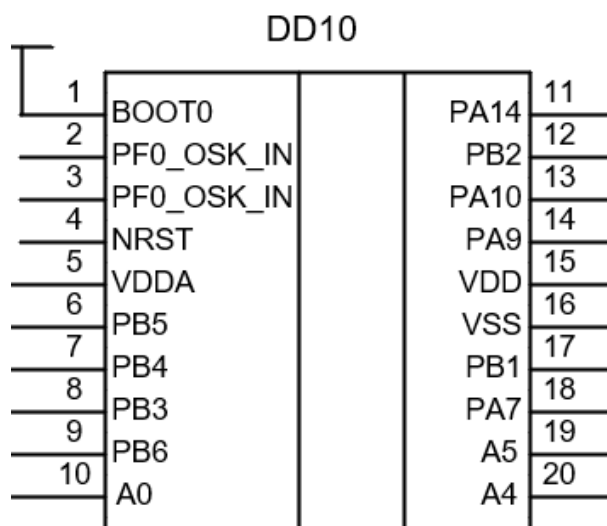 DD10
1 BOOT0 PA14 11
2 PF0_OSK_IN PB2 12
3 PF0_OSK_IN PA10 13
4 NRST PA9 14
5 VDDA VDD 15
6 PB5 VSS 16
7 PB4 PB1 17
8 PB3 PA7 18
9 PB6 A5 19
10 A0 A4 20